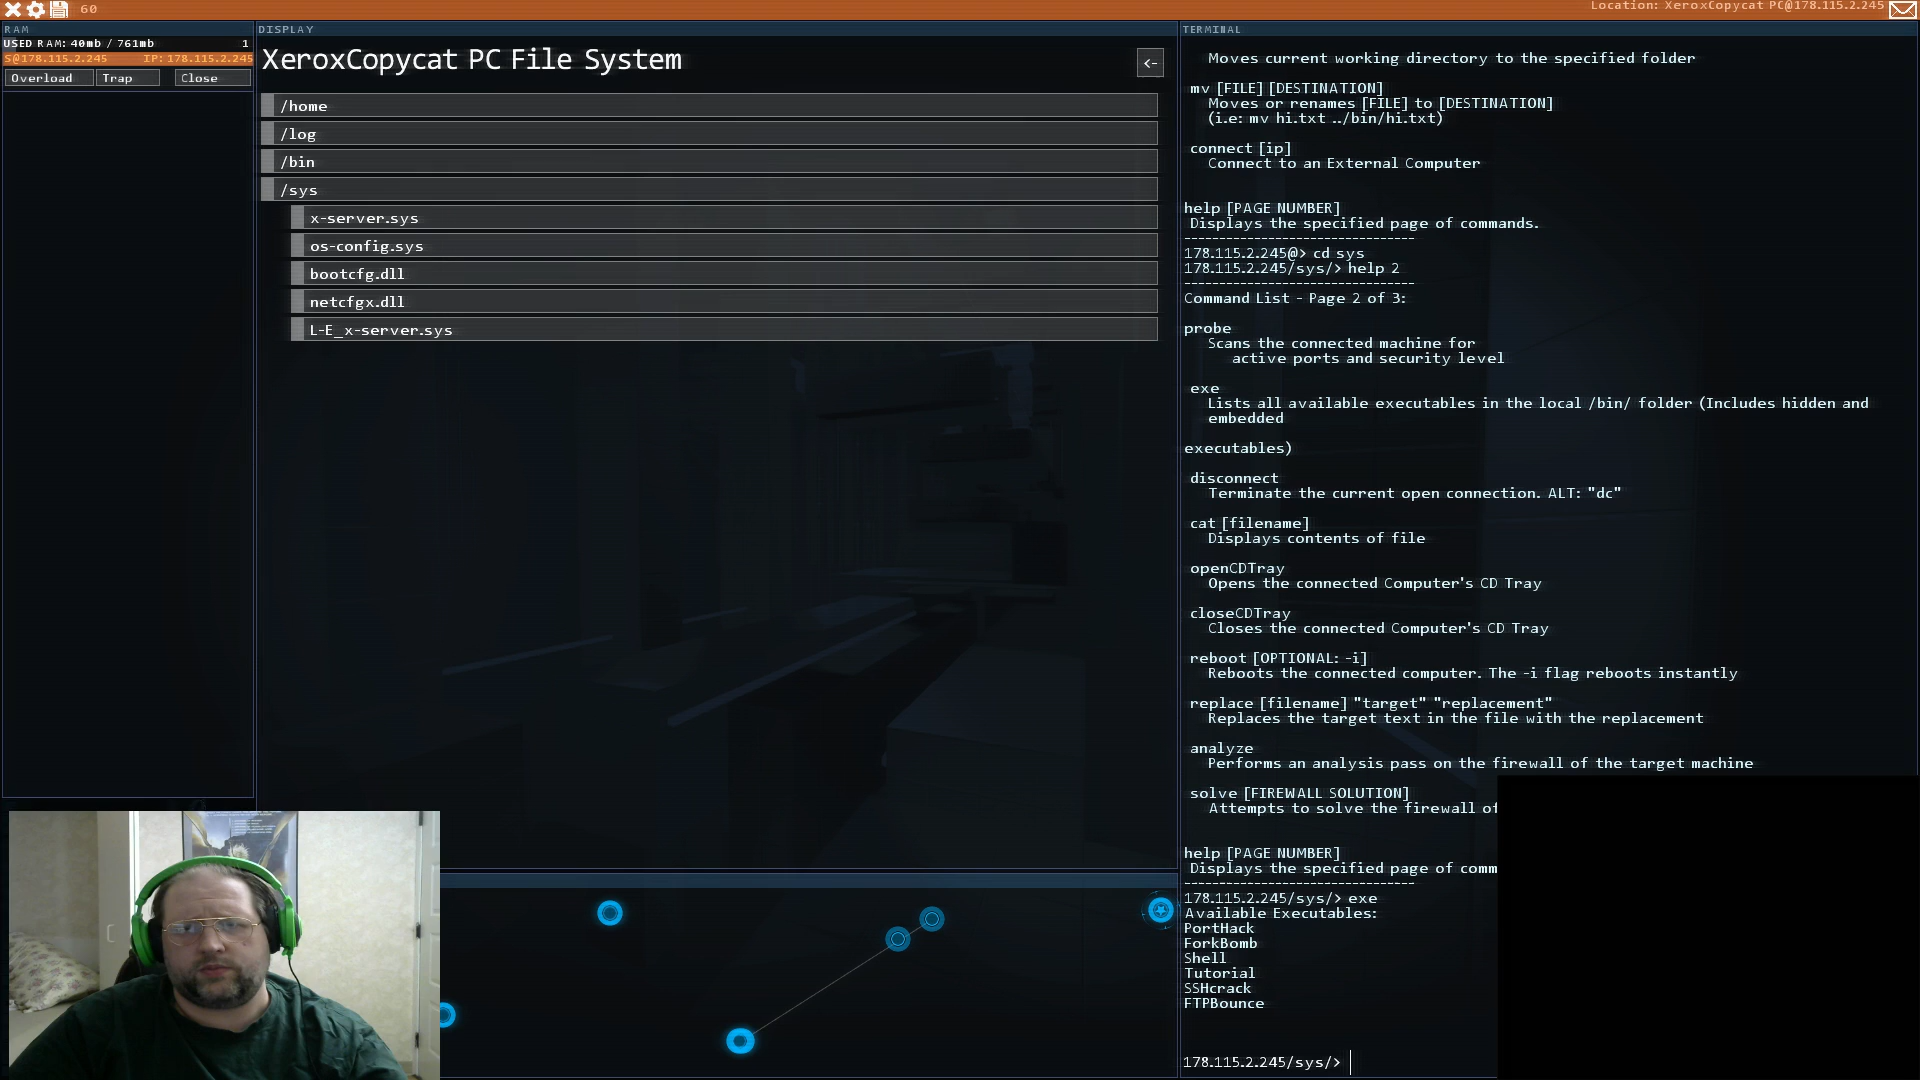 60
Location: XeroxCopycat PC@178.115.2.245
RAM
USED RAM: 40mb / 761mb
1
S@178.115.2.245
IP: 178.115.2.245
Overload
Trap
Close
DISPLAY
XeroxCopycat PC File System
<-
/home
/log
/bin
/sys
x-server.sys
os-config.sys
bootcfg.dll
netcfgx.dll
L-E_x-server.sys
TERMINAL
Moves current working directory to the specified folder
mv [FILE] [DESTINATION]
Moves or renames [FILE] to [DESTINATION]
(i.e: mv hi.txt ../bin/hi.txt)
connect [ip]
Connect to an External Computer
help [PAGE NUMBER]
Displays the specified page of commands.
---------------------------------
178.115.2.245@> cd sys
178.115.2.245/sys/> help 2
---------------------------------
Command List - Page 2 of 3:
probe
Scans the connected machine for
active ports and security level
exe
Lists all available executables in the local /bin/ folder (Includes hidden and
embedded
executables)
disconnect
Terminate the current open connection. ALT: "dc"
cat [filename]
Displays contents of file
openCDTray
Opens the connected Computer's CD Tray
closeCDTray
Closes the connected Computer's CD Tray
reboot [OPTIONAL: -i]
Reboots the connected computer. The -i flag reboots instantly
replace [filename] "target" "replacement"
Replaces the target text in the file with the replacement
analyze
Performs an analysis pass on the firewall of the target machine
solve [FIREWALL SOLUTION]
Attempts to solve the firewall of
help [PAGE NUMBER]
Displays the specified page of comm
---------------------------------
178.115.2.245/sys/> exe
Available Executables:
PortHack
ForkBomb
Shell
Tutorial
SSHcrack
FTPBounce
178.115.2.245/sys/>